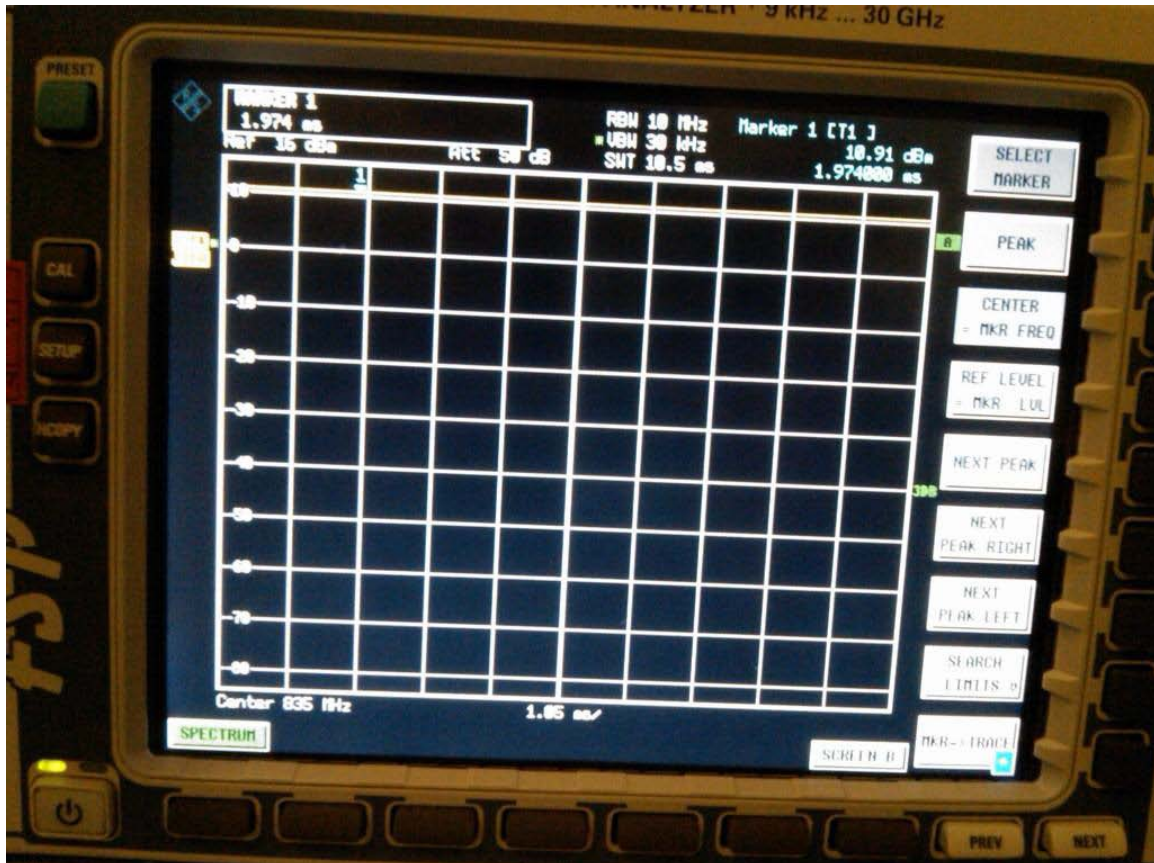 ANALYZER · 9 kHz ... 30 GHz
PRESET
MARKER 1
1.974 ms
Ref 16 dBm
Att 50 dB
RBW 10 MHz
VBW 30 kHz
SWT 10.5 ms
Marker 1 [T1 ]
10.91 dBm
1.974000 ms
1
10
0
-10
-20
-30
-40
-50
-60
-70
-80
A
3DB
Center 835 MHz
1.05 ms/
SPECTRUM
SCREEN B
SELECT
MARKER
PEAK
CENTER
= MKR FREQ
REF LEVEL
= MKR LVL
NEXT PEAK
NEXT
PEAK RIGHT
NEXT
PEAK LEFT
SEARCH
LIMITS
MKR->TRACE
CAL
SETUP
HCOPY
FSP
PREV
NEXT